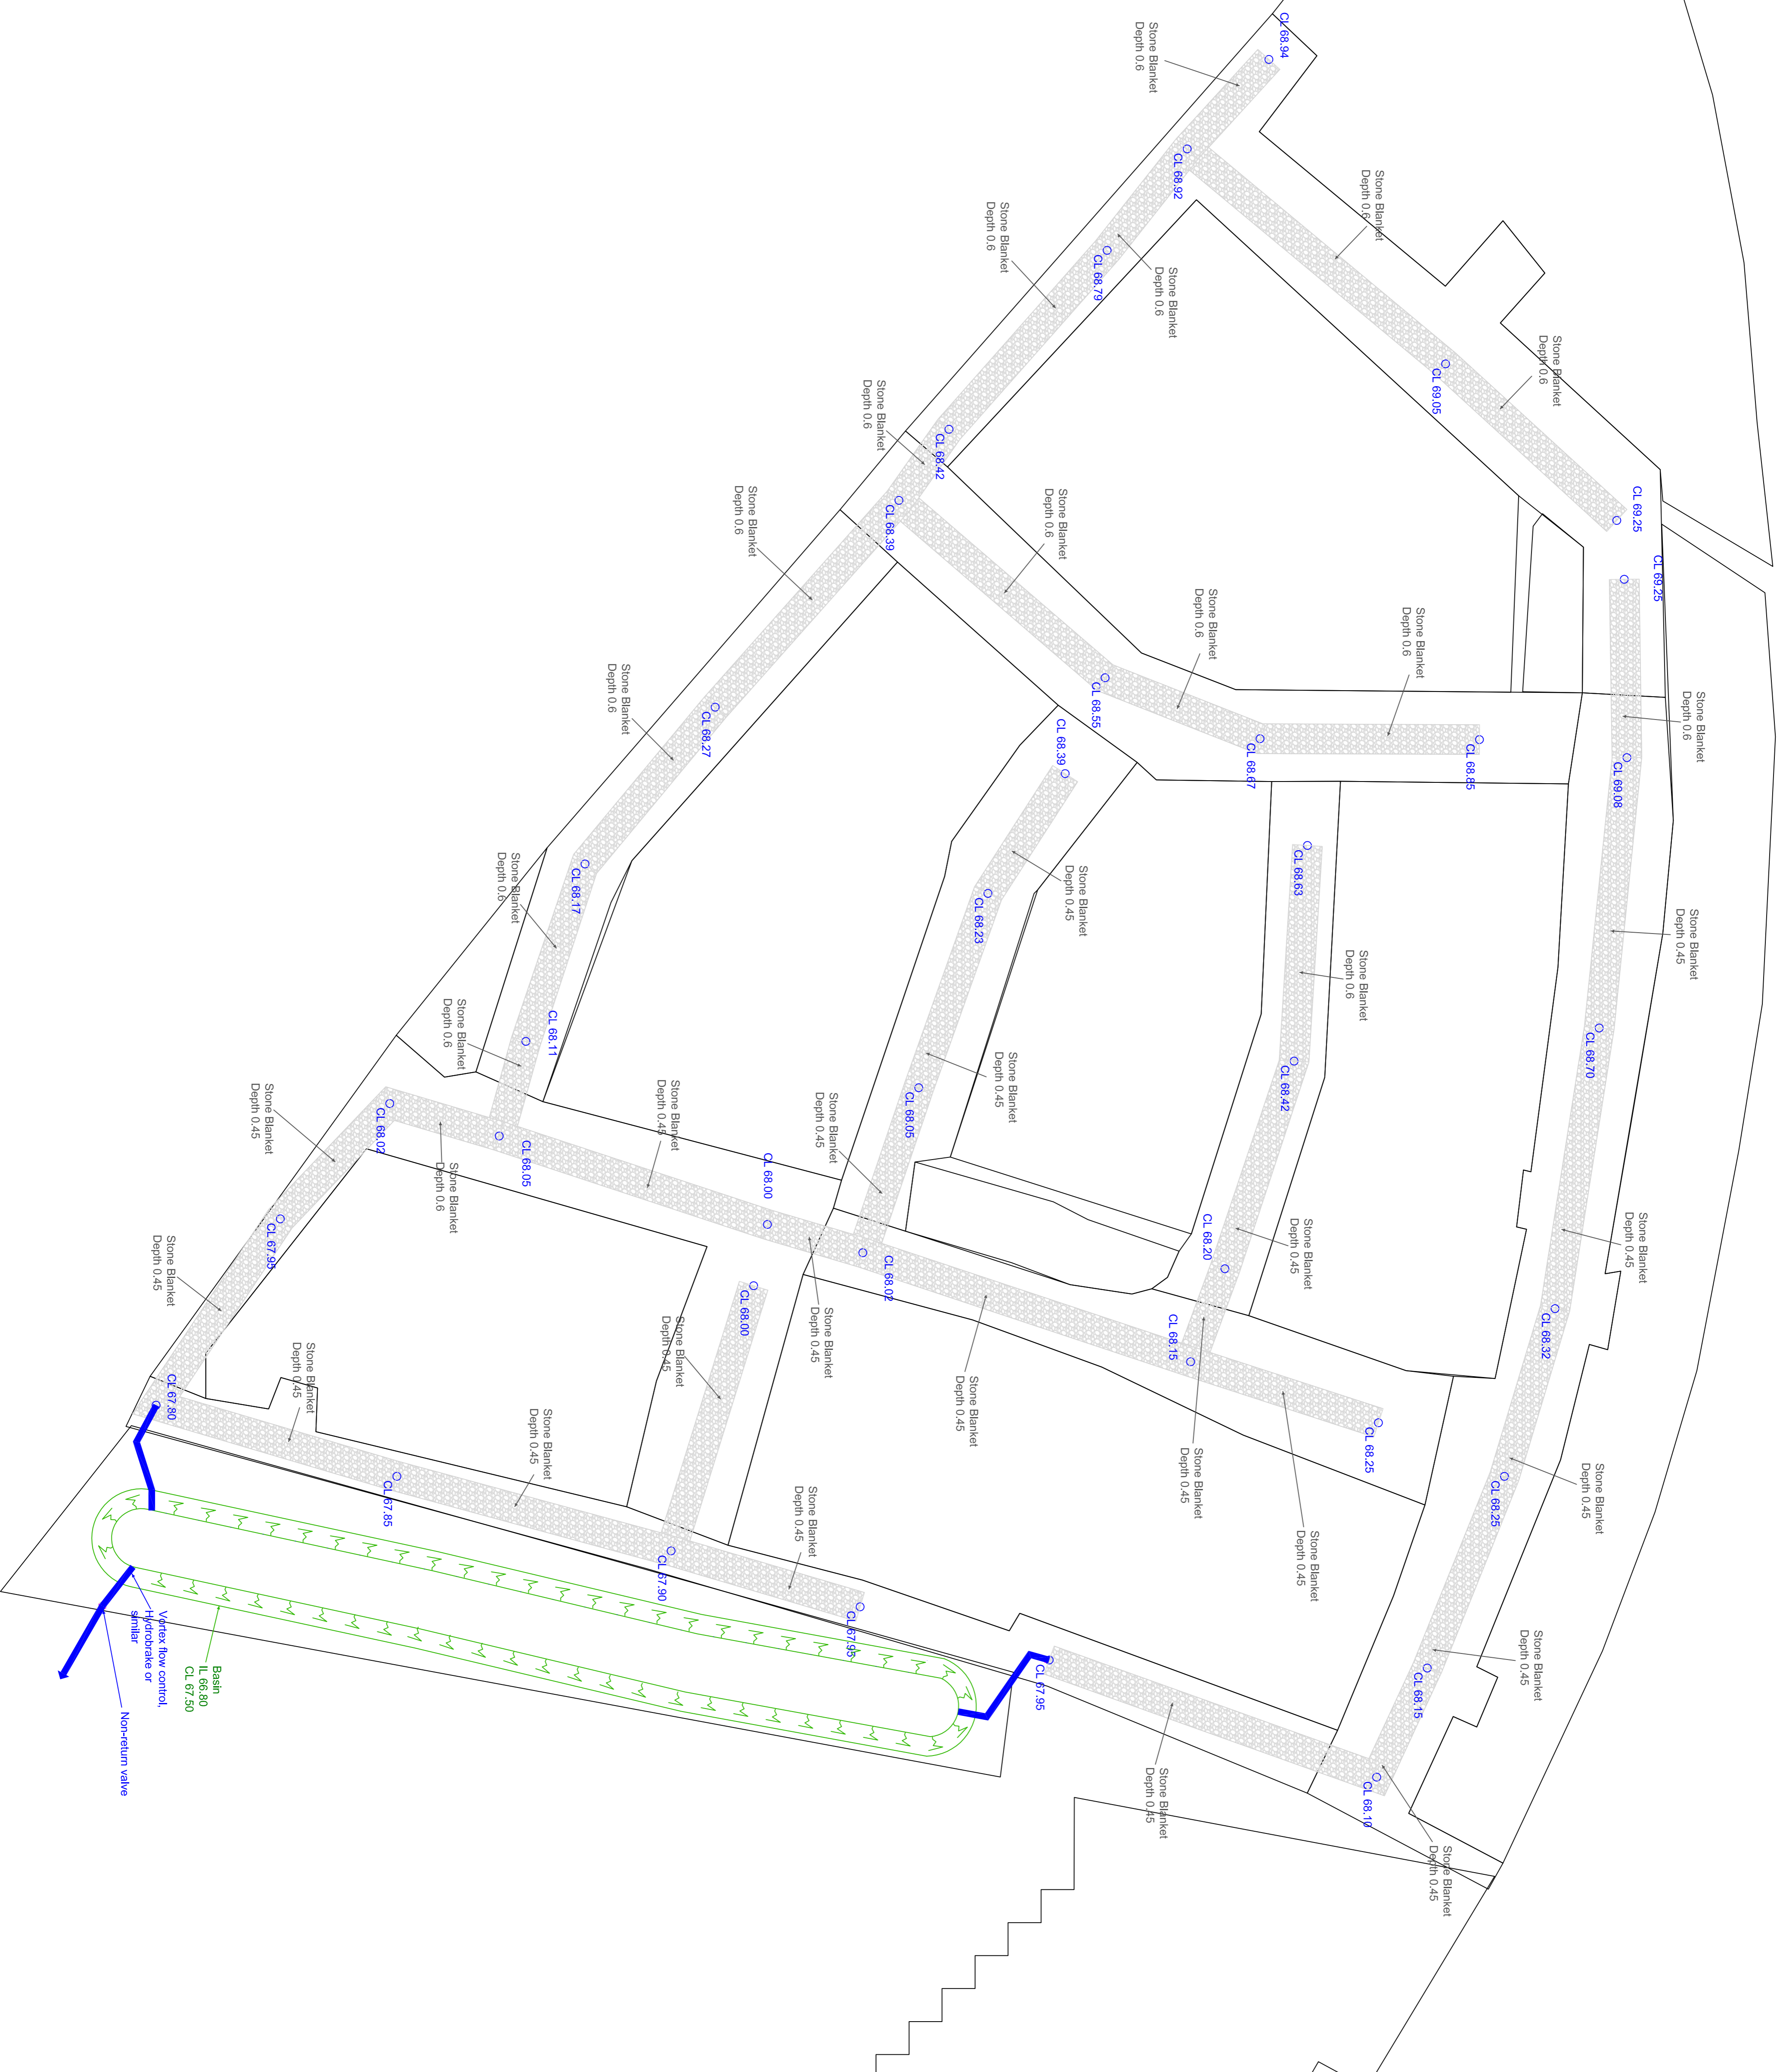 CL 68.94
Stone Blanket
Depth 0.6
CL 68.92
Stone Blanket
Depth 0.6
Stone Blanket
Depth 0.6
CL 68.79
Stone Blanket
Depth 0.6
Stone Blanket
Depth 0.6
CL 69.05
Stone Blanket
Depth 0.6
CL 68.42
CL 69.25
Stone Blanket
Depth 0.6
CL 68.39
Stone Blanket
Depth 0.6
CL 69.25
Stone Blanket
Depth 0.6
Stone Blanket
Depth 0.6
Stone Blanket
Depth 0.6
CL 68.55
Stone Blanket
Depth 0.6
CL 68.27
CL 68.39
CL 68.67
CL 68.85
CL 69.08
Stone Blanket
Depth 0.6
CL 68.17
CL 68.63
Stone Blanket
Depth 0.45
CL 68.23
Stone Blanket
Depth 0.45
Stone Blanket
Depth 0.6
Stone Blanket
Depth 0.6
CL 68.11
CL 68.70
Stone Blanket
Depth 0.45
CL 68.42
CL 68.05
Stone Blanket
Depth 0.45
Stone Blanket
Depth 0.45
Stone Blanket
Depth 0.45
CL 68.02
CL 68.05
Stone Blanket
Depth 0.6
CL 68.00
CL 68.20
Stone Blanket
Depth 0.45
Stone Blanket
Depth 0.45
CL 67.95
Stone Blanket
Depth 0.45
CL 68.02
CL 68.00
Stone Blanket
Depth 0.45
Stone Blanket
Depth 0.45
CL 68.15
CL 68.32
Stone Blanket
Depth 0.45
CL 67.80
Stone Blanket
Depth 0.45
Stone Blanket
Depth 0.45
CL 68.25
Stone Blanket
Depth 0.45
CL 67.85
Stone Blanket
Depth 0.45
Stone Blanket
Depth 0.45
CL 68.25
Stone Blanket
Depth 0.45
CL 67.90
Stone Blanket
Depth 0.45
CL 67.95
CL 67.95
CL 68.15
Stone Blanket
Depth 0.45
Vortex flow control,
Hydrobrake or
similar
Basin
IL 66.80
CL 67.50
Non-return valve
Stone Blanket
Depth 0.45
CL 68.10
Stone Blanket
Depth 0.45